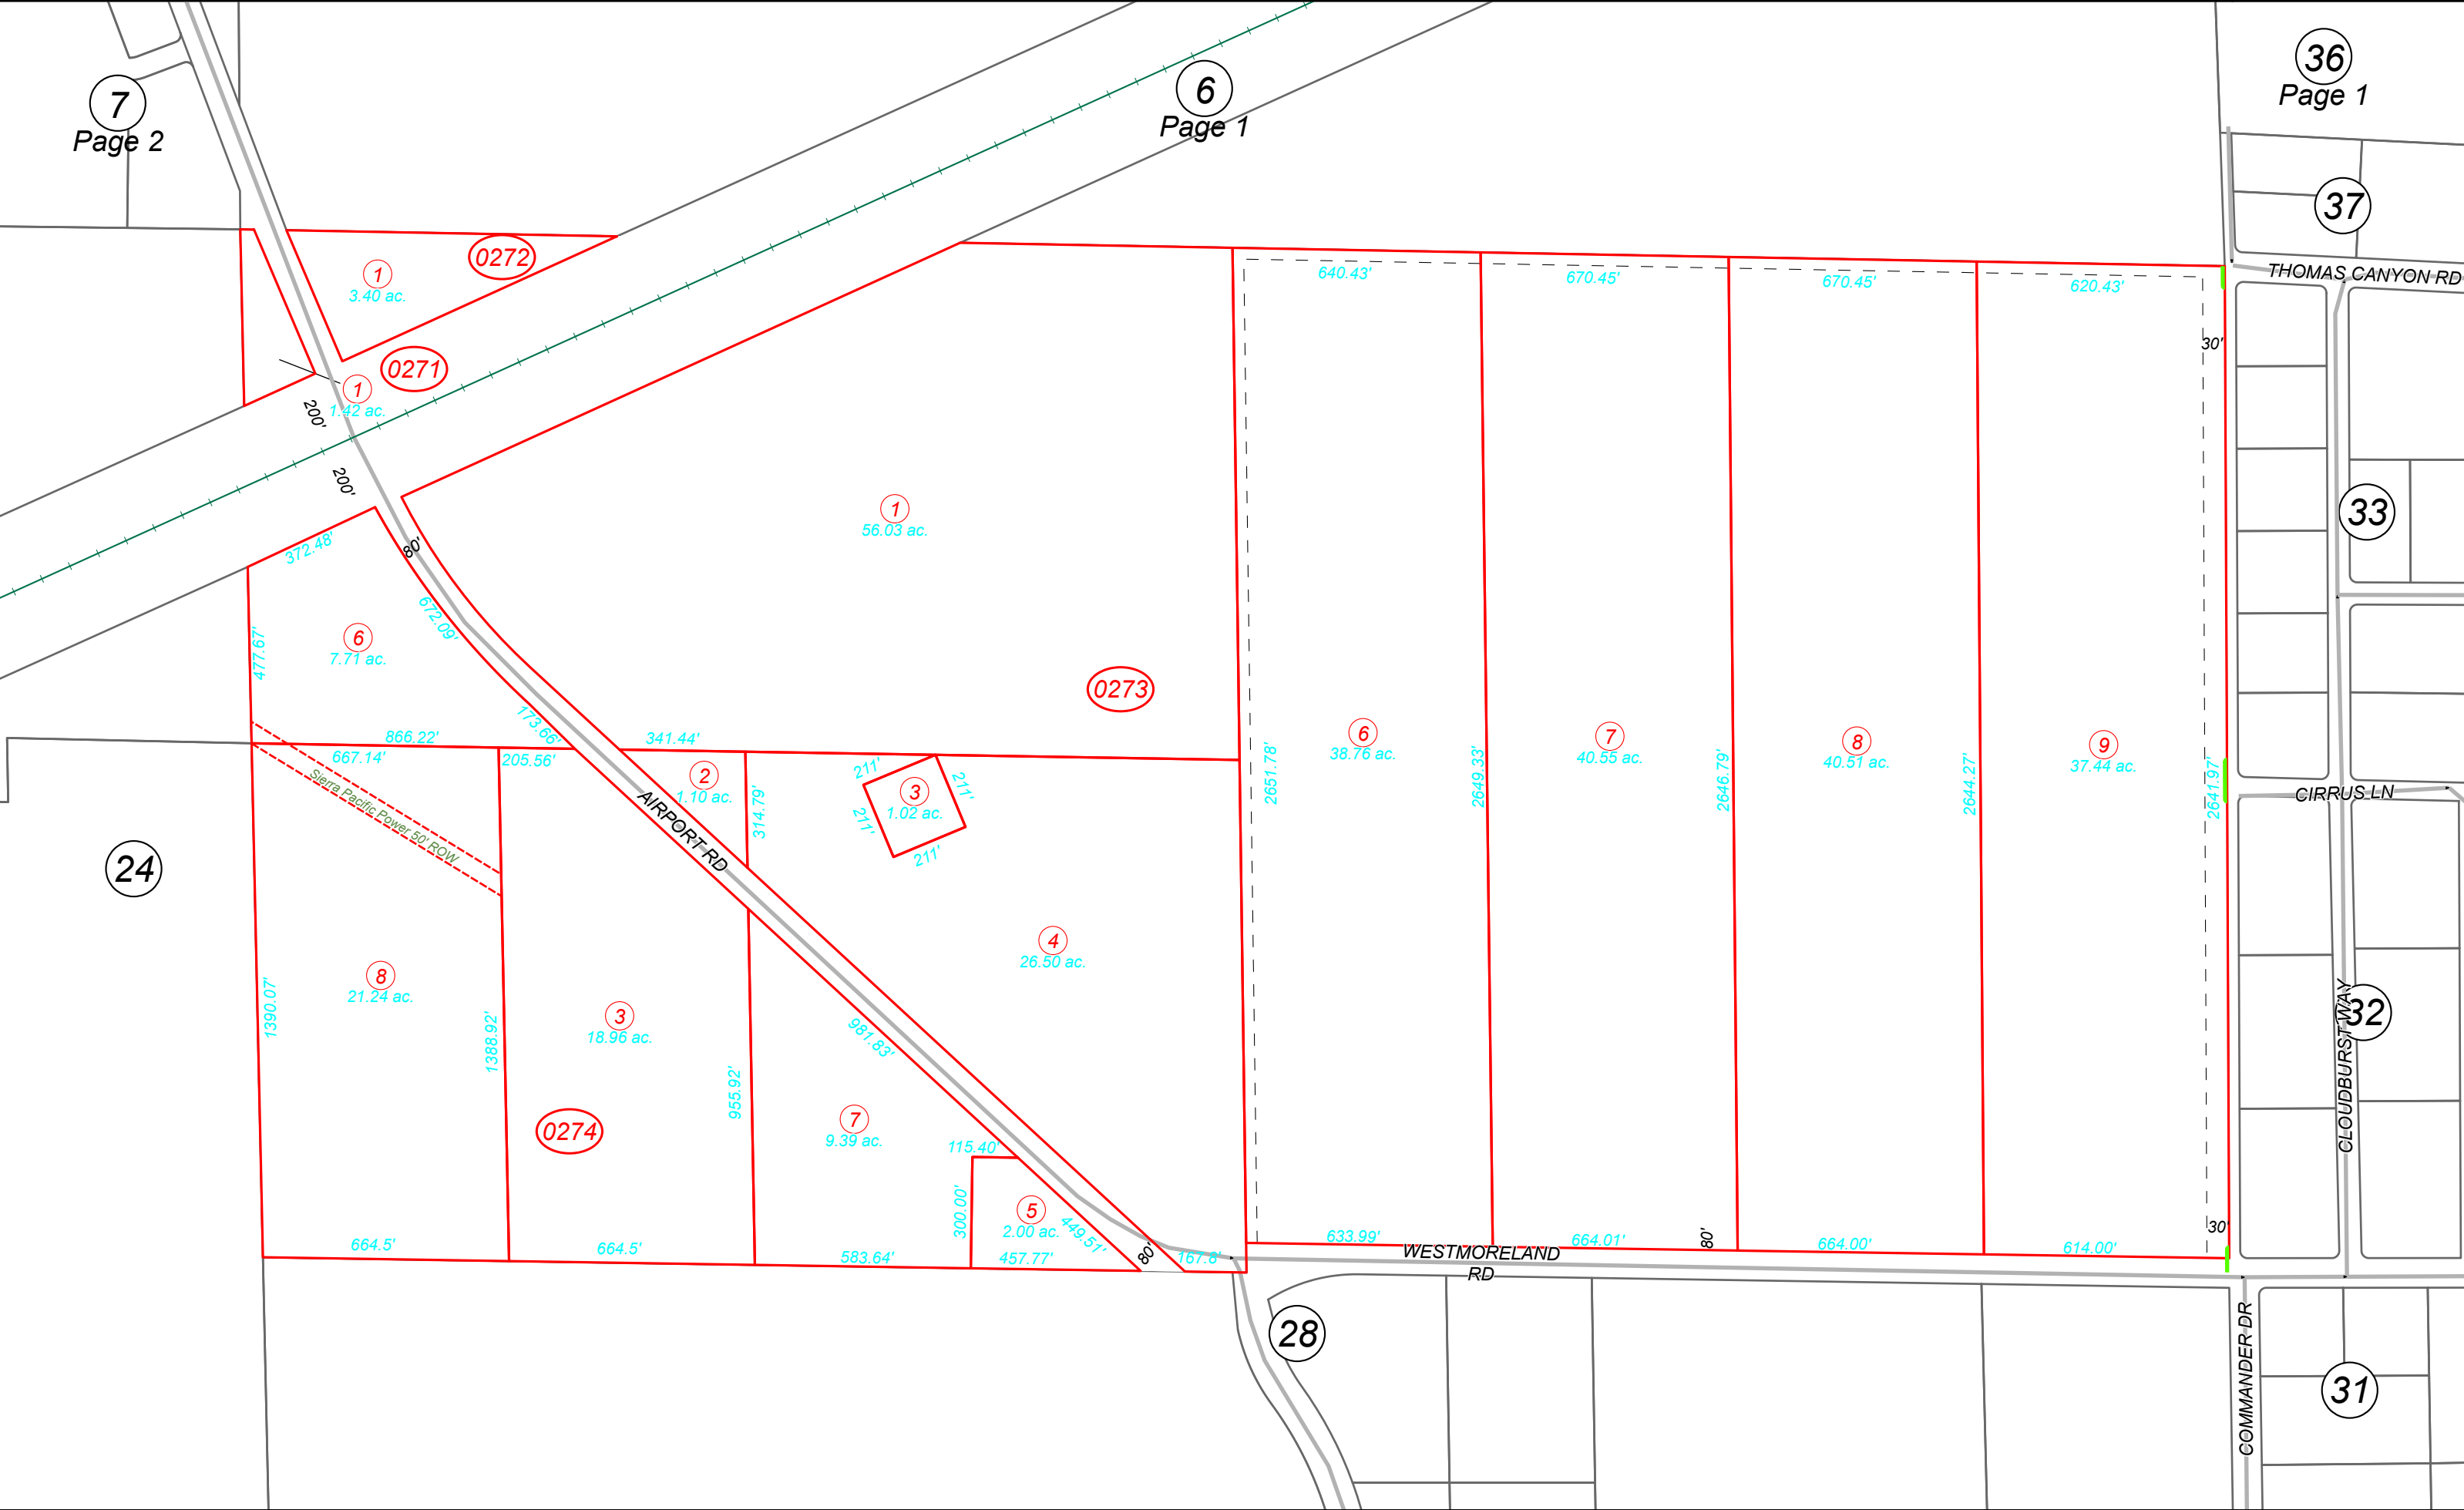 36
Page 1
6
Page 1
7
Page 2
37
0272
1
3.40 ac.
THOMAS CANYON RD
640.43'
670.45'
670.45'
620.43'
30'
0271
1
1.42 ac.
200'
200'
80'
372.48'
1
56.03 ac.
33
672.09'
6
7.71 ac.
477.67'
0273
173.66'
866.22'
667.14'
205.56'
341.44'
Sierra Pacific Power 50' ROW
2
1.10 ac.
314.79'
AIRPORT RD
211'
211'
211'
211'
3
1.02 ac.
2651.78'
6
38.76 ac.
2649.33'
7
40.55 ac.
2646.79'
8
40.51 ac.
2644.27'
9
37.44 ac.
2641.97'
CIRRUS LN
24
4
26.50 ac.
8
21.24 ac.
1390.07'
1388.92'
3
18.96 ac.
981.83'
955.92'
0274
7
9.39 ac.
115.40'
300.00'
5
2.00 ac.
449.51'
32
CLOUDBURST WAY
664.5'
664.5'
583.64'
457.77'
80'
167.8'
633.99'
WESTMORELAND
RD
664.01'
80'
664.00'
614.00'
30'
28
COMMANDER DR
31